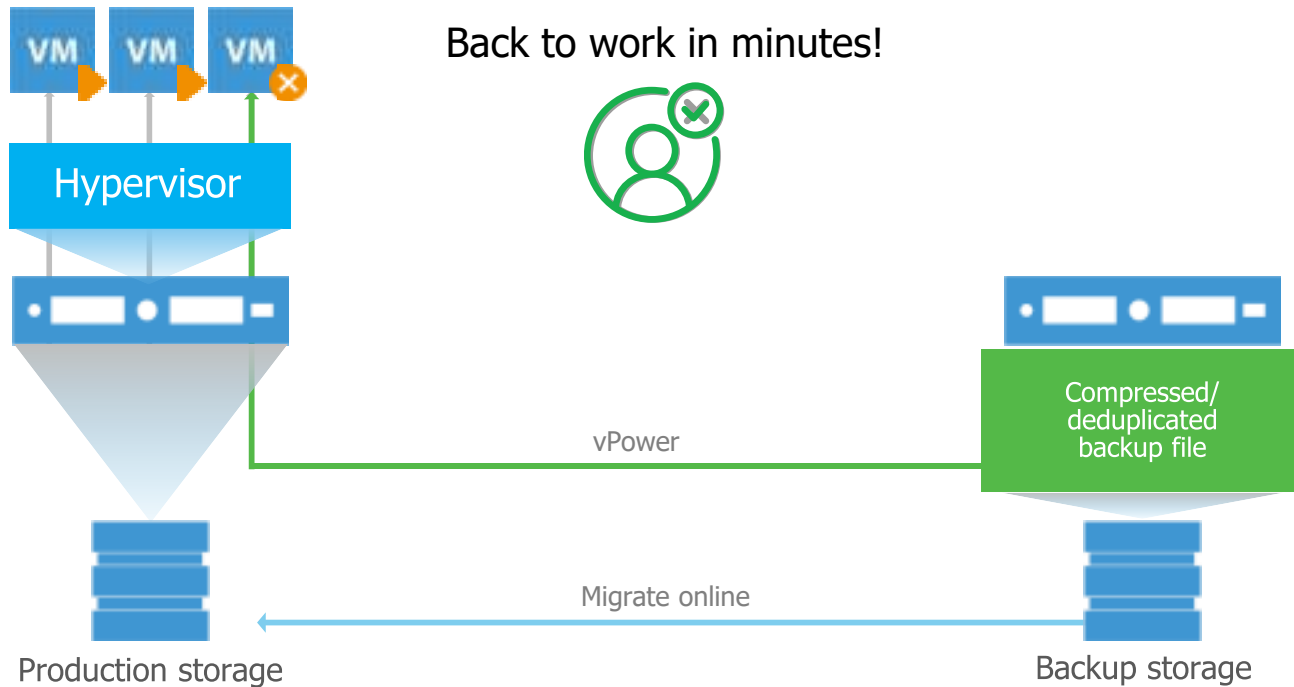 VM VM VM
Back to work in minutes!
Hypervisor
Compressed/
deduplicated
backup file
vPower
Migrate online
Production storage
Backup storage